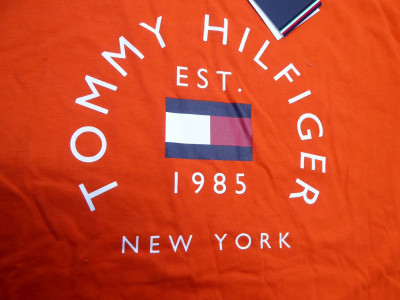 TOMMY HILFIGER
EST.
1985
NEW YORK